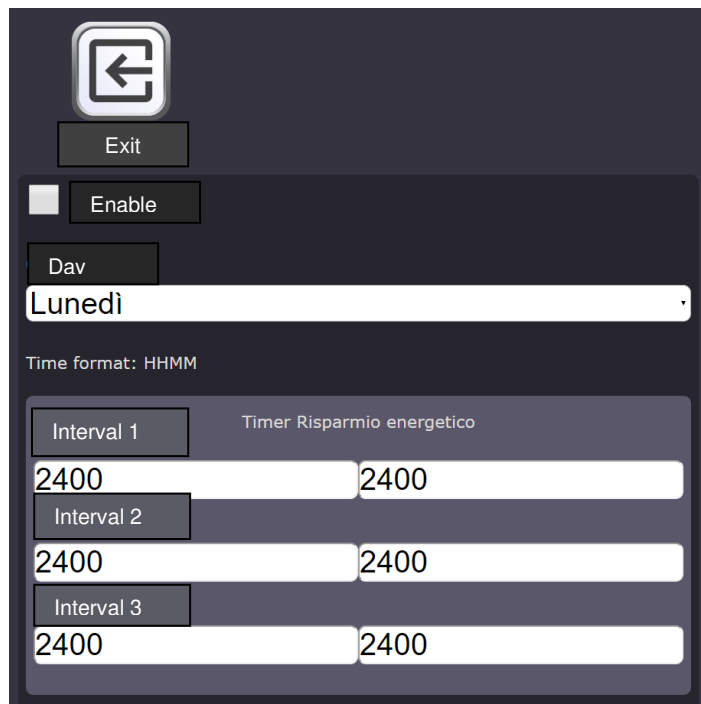 Exit
Enable
Dav
Lunedì
Time format: HHMM
Interval 1
Timer Risparmio energetico
2400 2400
Interval 2
2400 2400
Interval 3
2400 2400